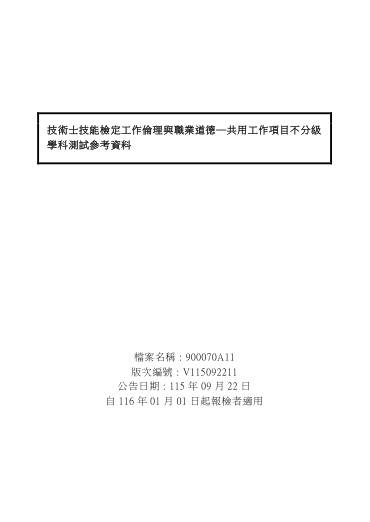 技術士技能檢定工作倫理與職業道德—共用工作項目不分級
學科測試參考資料
檔案名稱：900070A11
版次編號：V115092211
公告日期：115 年 09 月 22 日
自 116 年 01 月 01 日起報檢者適用